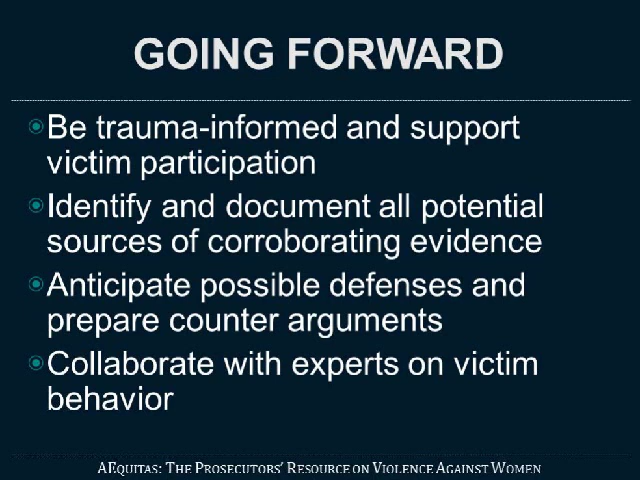 GOING FORWARD
Be trauma-informed and support
victim participation
Identify and document all potential
sources of corroborating evidence
Anticipate possible defenses and
prepare counter arguments
Collaborate with experts on victim
behavior
AEQUITAS: THE PROSECUTORS' RESOURCE ON VIOLENCE AGAINST WOMEN